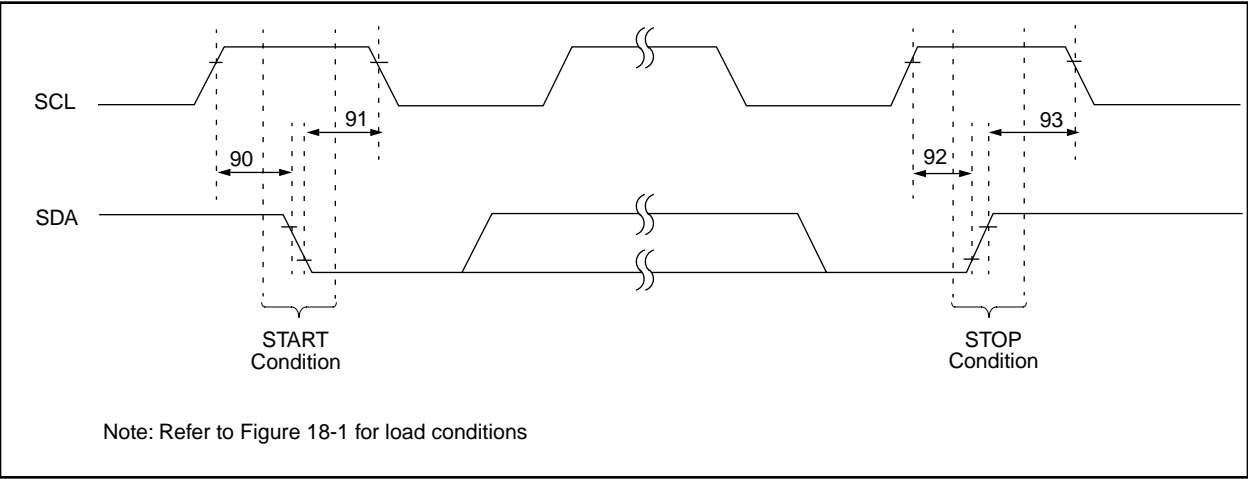 SCL
91
93
90
92
SDA
START
Condition
STOP
Condition
Note: Refer to Figure 18-1 for load conditions